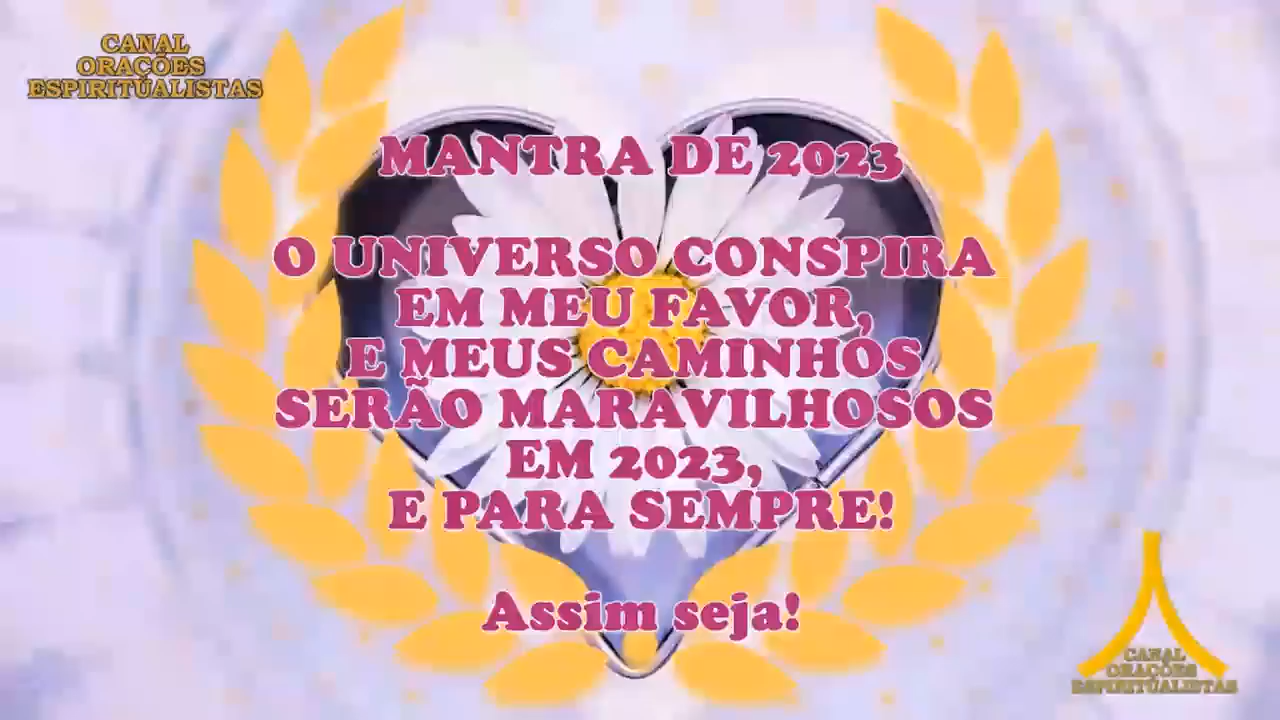 CANAL
ORAÇÕES
ESPIRITUALISTAS
MANTRA DE 2023
O UNIVERSO CONSPIRA
EM MEU FAVOR,
E MEUS CAMINHOS
SERÃO MARAVILHOSOS
EM 2023,
E PARA SEMPRE!
Assim seja!
CANAL
ORAÇÕES
ESPIRITUALISTAS